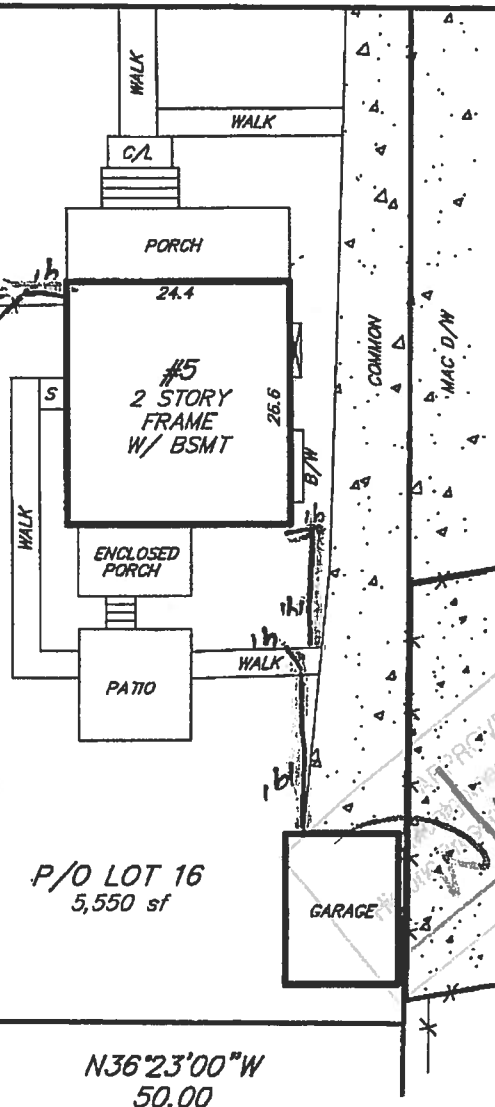 WALK
WALK
C/L
PORCH
24.4
#5
2 STORY
FRAME
W/ BSMT
26.6
S
B/W
COMMON
MAC D/W
WALK
ENCLOSED
PORCH
WALK
PATIO
P/O LOT 16
5,550 sf
GARAGE
APPROVE
N36°23'00"W
50.00